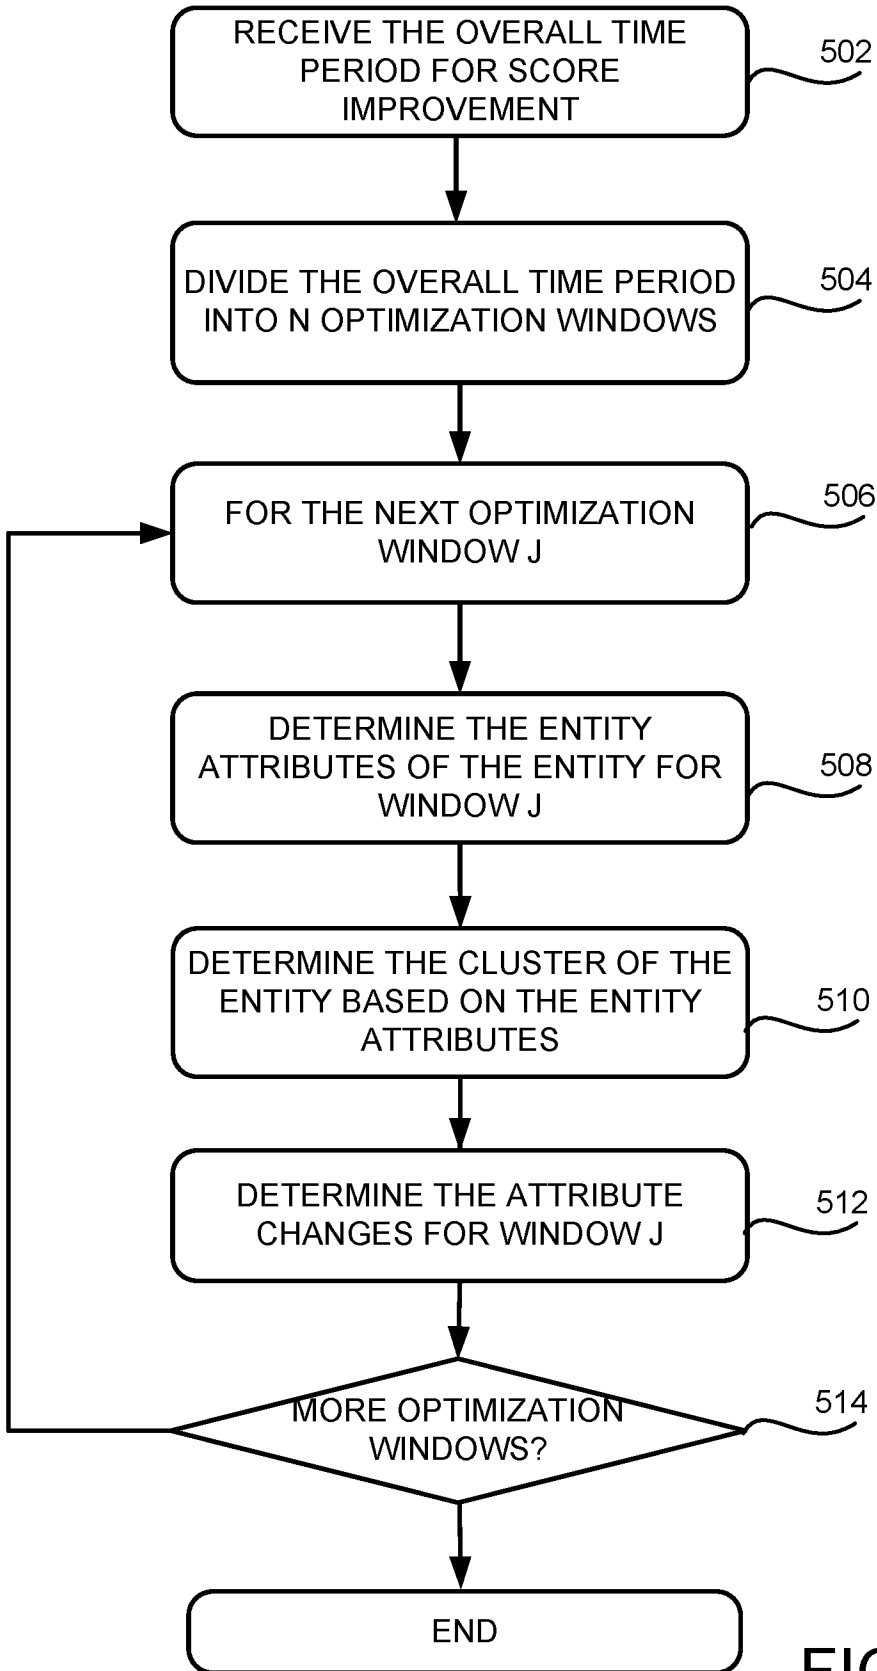 RECEIVE THE OVERALL TIME
PERIOD FOR SCORE
IMPROVEMENT
502
DIVIDE THE OVERALL TIME PERIOD
INTO N OPTIMIZATION WINDOWS
504
FOR THE NEXT OPTIMIZATION
WINDOW J
506
DETERMINE THE ENTITY
ATTRIBUTES OF THE ENTITY FOR
WINDOW J
508
DETERMINE THE CLUSTER OF THE
ENTITY BASED ON THE ENTITY
ATTRIBUTES
510
DETERMINE THE ATTRIBUTE
CHANGES FOR WINDOW J
512
MORE OPTIMIZATION
WINDOWS?
514
END